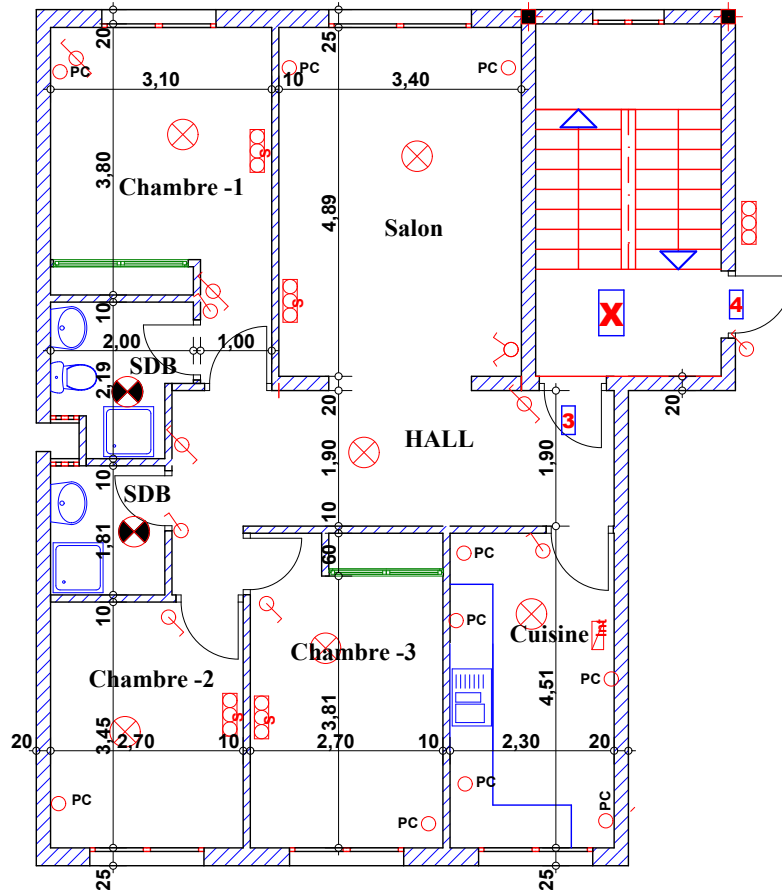 20
25
PC
PC
PC
3,10
10
3,40
3,80
S
Chambre -1
4,89
Salon
S
X
4
10
2,00
1,00
SDB
2,19
20
20
3
HALL
1,90
1,90
10
SDB
10
1,81
60
PC
10
Cuisine
Int
Chambre -3
Chambre -2
4,51
PC
S
S
3,81
3,45
20
2,70
10
2,70
10
2,30
20
PC
PC
PC
PC
25
25